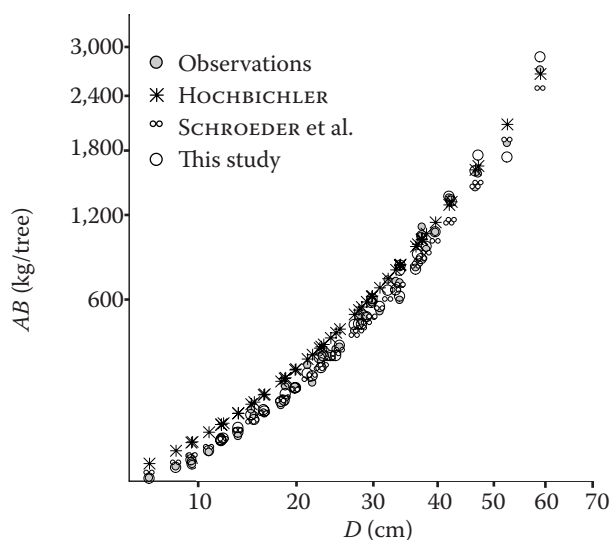 3,000
2,400
1,800
1,200
600
AB (kg/tree)
Observations
HOCHBICHLER
SCHROEDER et al.
This study
10 20 30 40 50 60 70
D (cm)